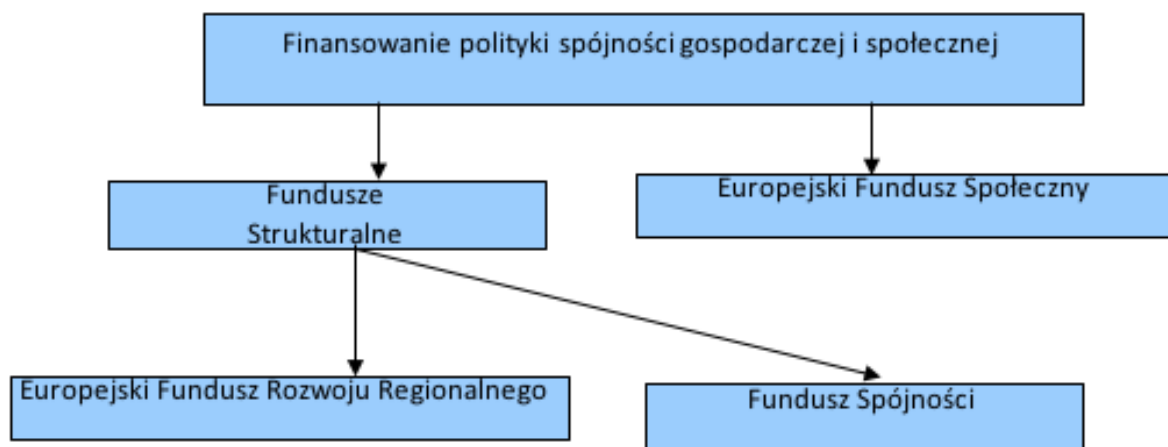 Finansowanie polityki spójności gospodarczej i społecznej
Fundusze
Strukturalne
Europejski Fundusz Społeczny
Europejski Fundusz Rozwoju Regionalnego
Fundusz Spójności